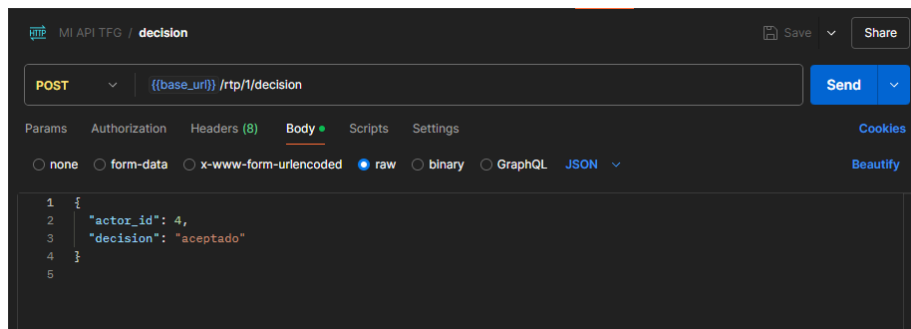 HTTP MI API TFG / decision Save Share
POST {{base_url}} /rtp/1/decision Send
Params Authorization Headers (8) Body Scripts Settings Cookies
none form-data x-www-form-urlencoded raw binary GraphQL JSON Beautify
1 {
2 "actor_id": 4,
3 "decision": "aceptado"
4 }
5